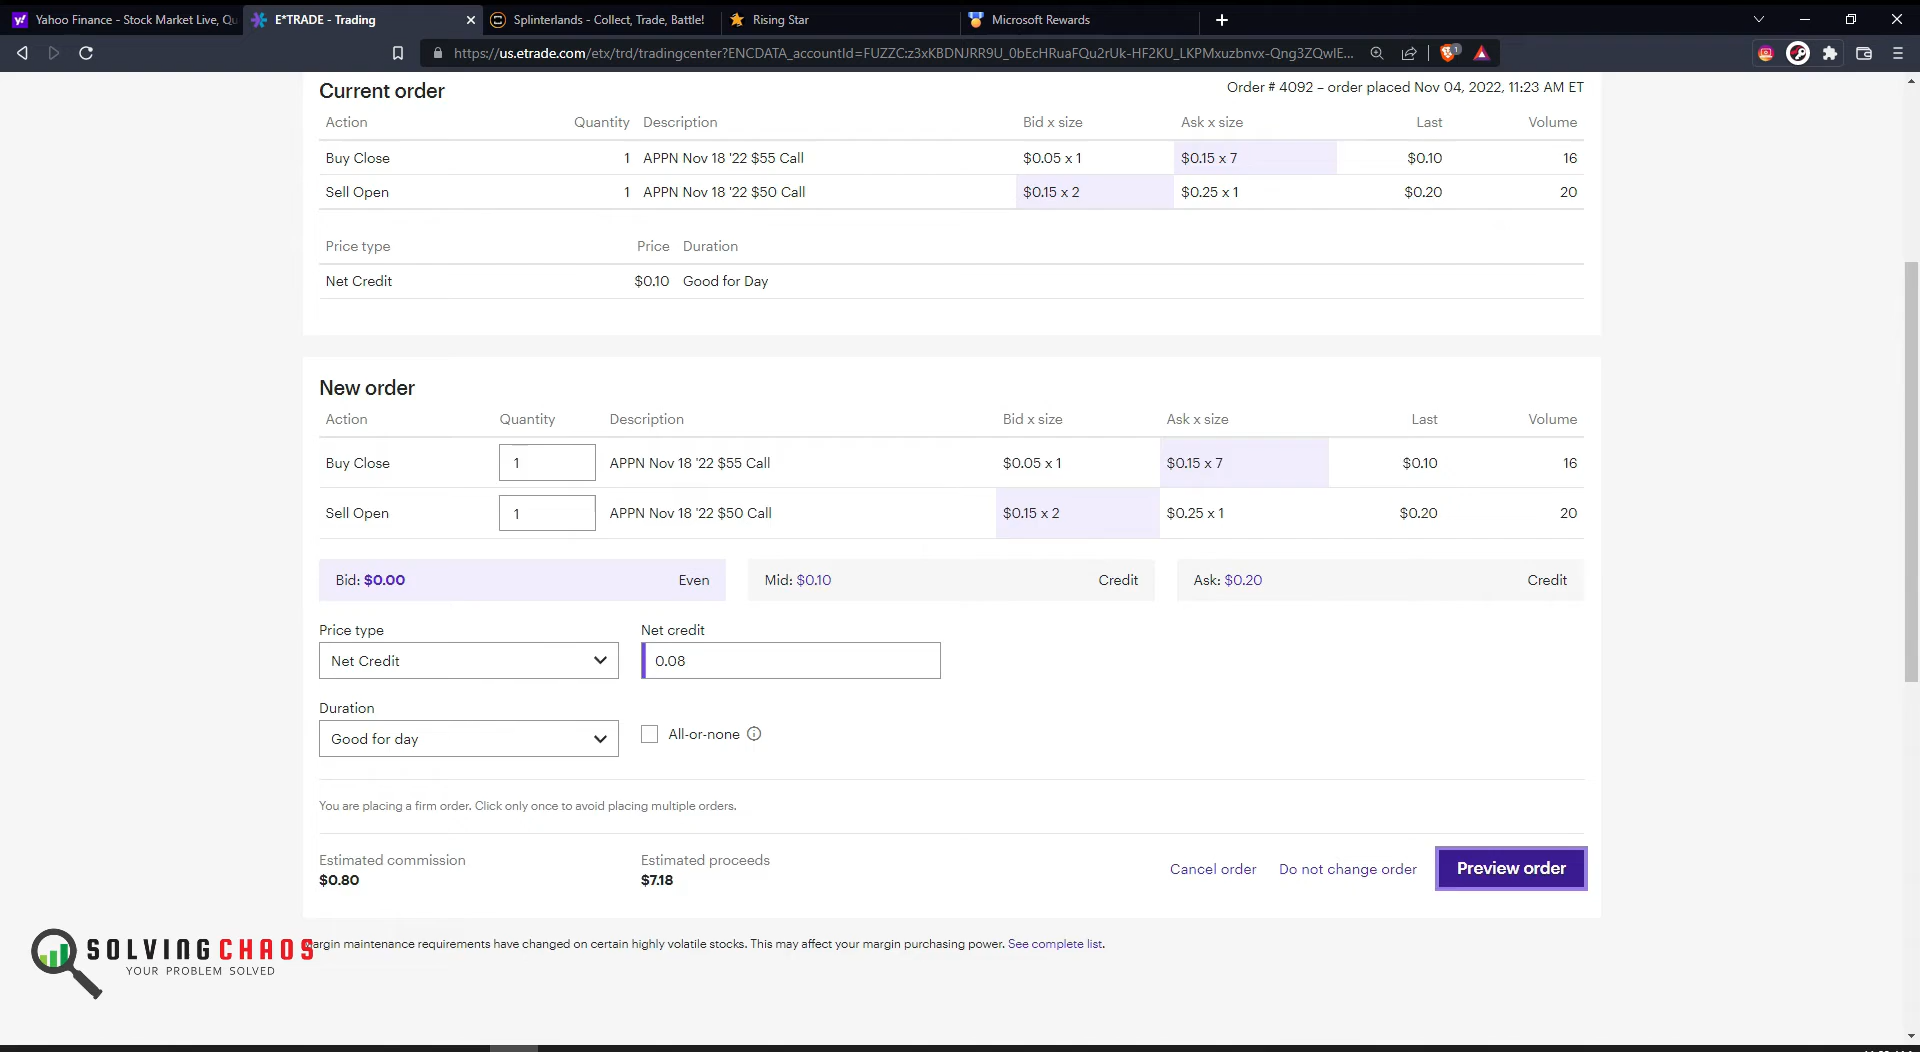 Yahoo Finance - Stock Market Live, Qu
E*TRADE - Trading
Splinterlands - Collect, Trade, Battle!
Rising Star
Microsoft Rewards
https://us.etrade.com/etx/trd/tradingcenter?ENCDATA_accountId=FUZZC:z3xKBDNJRR9U_0bEcHRuaFQu2rUk-HF2KU_LKPMxuzbnvx-Qng3ZQwlE...
Current order
Order # 4092 – order placed Nov 04, 2022, 11:23 AM ET
Action Quantity Description Bid x size Ask x size Last Volume
Buy Close 1 APPN Nov 18 '22 $55 Call $0.05 x 1 $0.15 x 7 $0.10 16
Sell Open 1 APPN Nov 18 '22 $50 Call $0.15 x 2 $0.25 x 1 $0.20 20
Price type Price Duration
Net Credit $0.10 Good for Day
New order
Action Quantity Description Bid x size Ask x size Last Volume
Buy Close 1 APPN Nov 18 '22 $55 Call $0.05 x 1 $0.15 x 7 $0.10 16
Sell Open 1 APPN Nov 18 '22 $50 Call $0.15 x 2 $0.25 x 1 $0.20 20
Bid: $0.00 Even Mid: $0.10 Credit Ask: $0.20 Credit
Price type Net credit
Net Credit 0.08
Duration
Good for day All-or-none
You are placing a firm order. Click only once to avoid placing multiple orders.
Estimated commission Estimated proceeds
$0.80 $7.18
Cancel order Do not change order Preview order
SOLVING CHAOS
YOUR PROBLEM SOLVED
argin maintenance requirements have changed on certain highly volatile stocks. This may affect your margin purchasing power. See complete list.